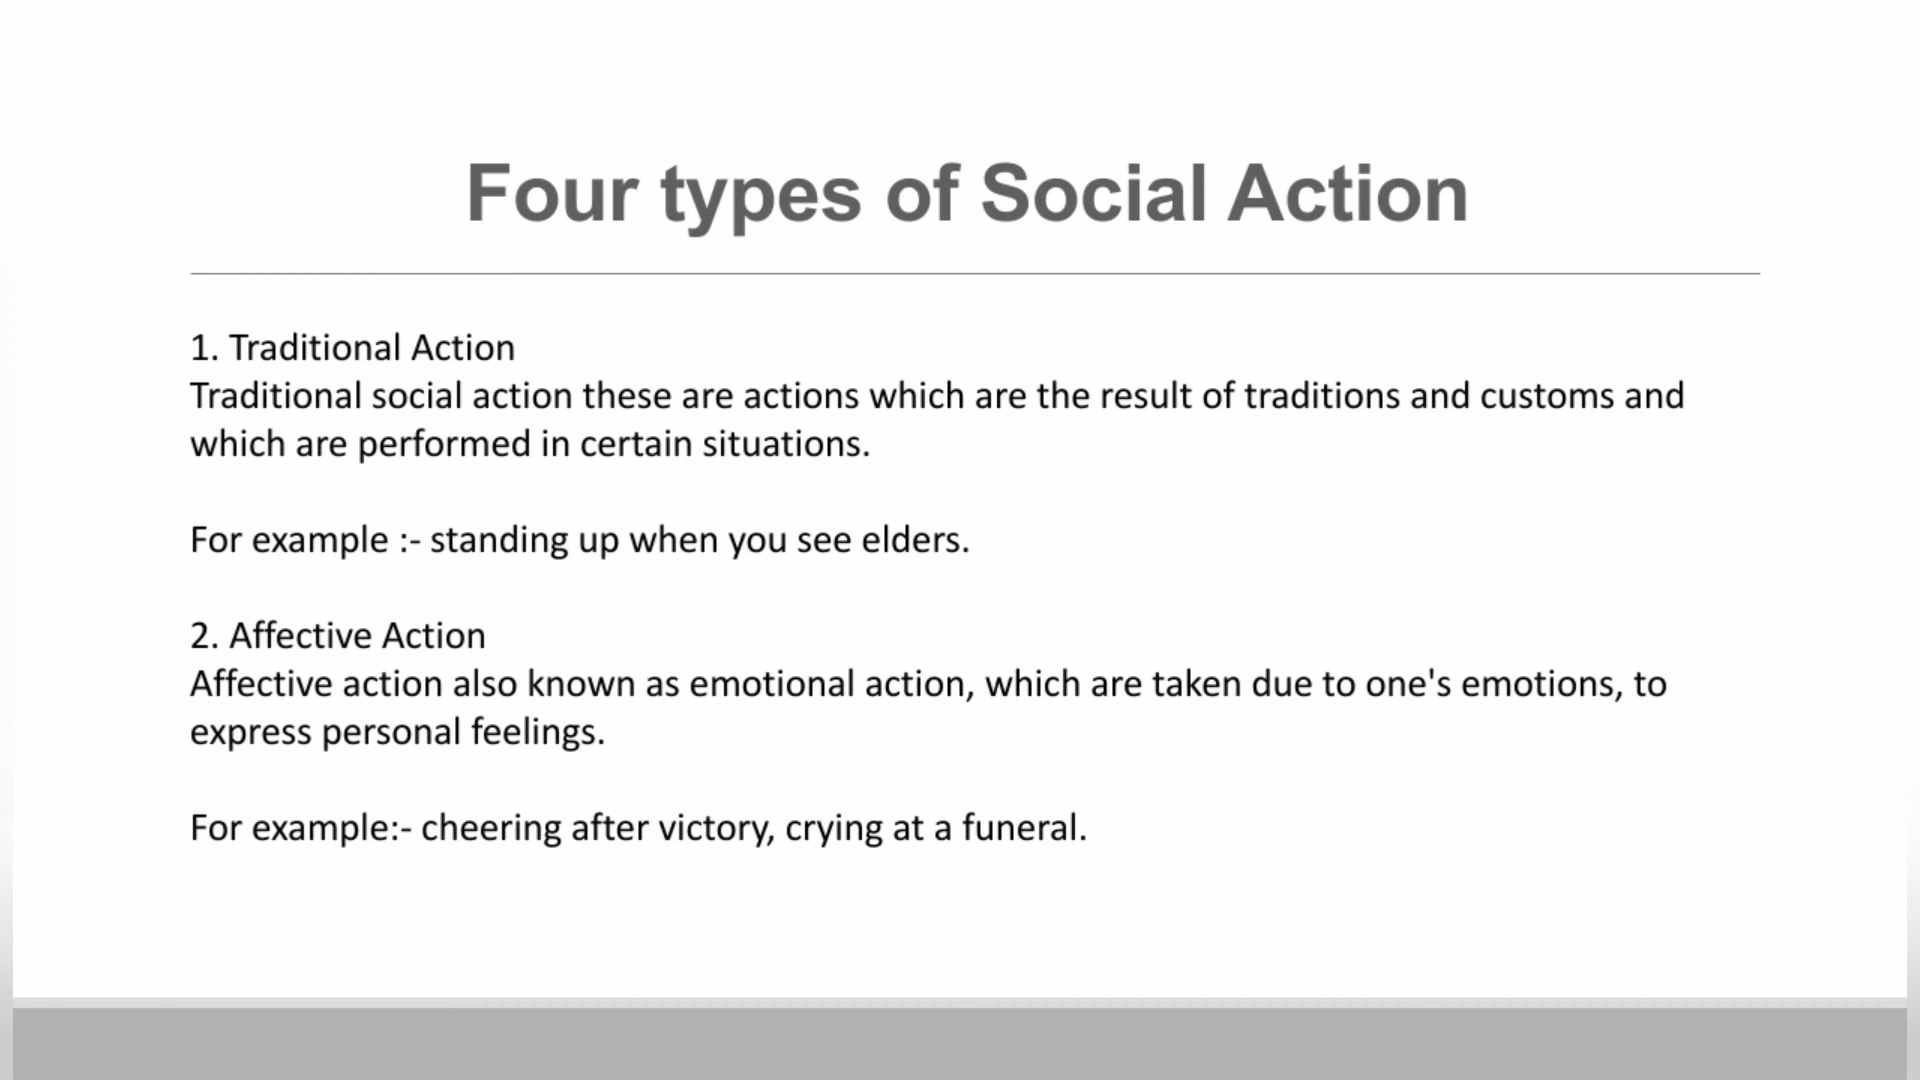 Four types of Social Action
1. Traditional Action
Traditional social action these are actions which are the result of traditions and customs and
which are performed in certain situations.
For example :- standing up when you see elders.
2. Affective Action
Affective action also known as emotional action, which are taken due to one's emotions, to
express personal feelings.
For example:- cheering after victory, crying at a funeral.